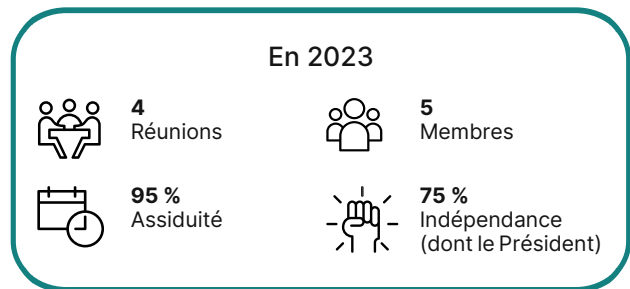 En 2023
4
Réunions
5
Membres
95 %
Assiduité
75 %
Indépendance
(dont le Président)